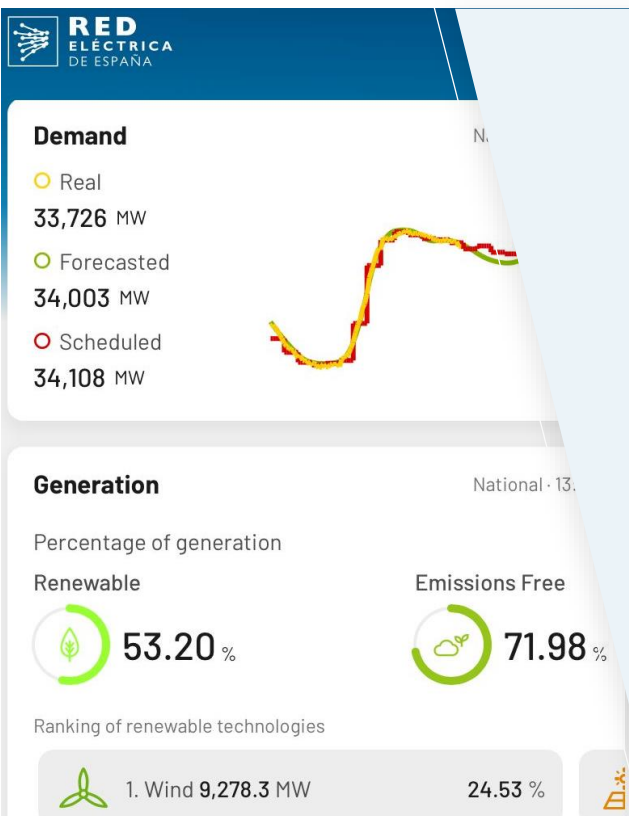 RED
ELÉCTRICA
DE ESPAÑA
Demand
Real
33,726 MW
Forecasted
34,003 MW
Scheduled
34,108 MW
Generation
National · 13.
Percentage of generation
Renewable
Emissions Free
53.20 %
71.98 %
Ranking of renewable technologies
1. Wind 9,278.3 MW 24.53 %